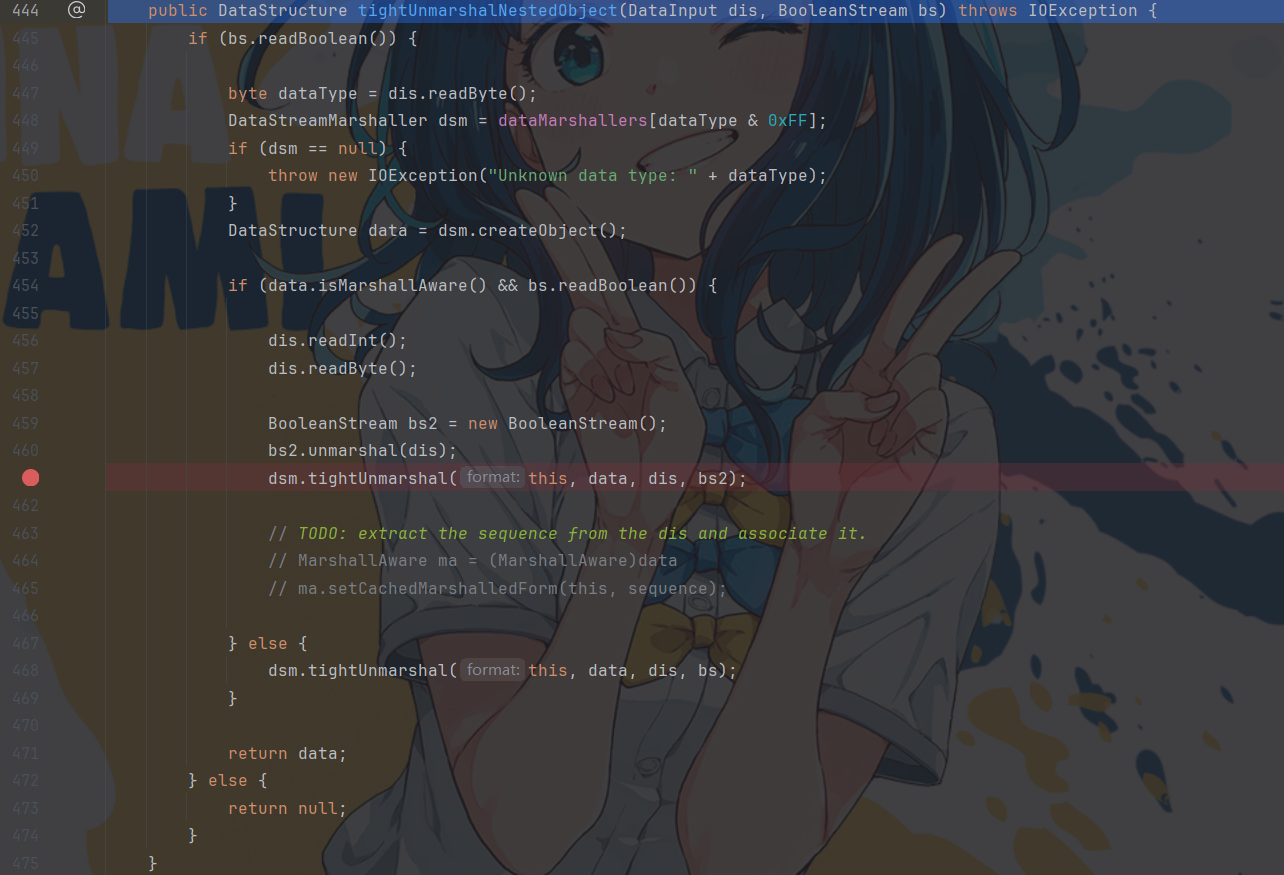 444 @ public DataStructure tightUnmarshalNestedObject(DataInput dis, BooleanStream bs) throws IOException {
445 if (bs.readBoolean()) {
446
447 byte dataType = dis.readByte();
448 DataStreamMarshaller dsm = dataMarshallers[dataType & 0xFF];
449 if (dsm == null) {
450 throw new IOException("Unknown data type: " + dataType);
451 }
452 DataStructure data = dsm.createObject();
453
454 if (data.isMarshallAware() && bs.readBoolean()) {
455
456 dis.readInt();
457 dis.readByte();
458
459 BooleanStream bs2 = new BooleanStream();
460 bs2.unmarshal(dis);
dsm.tightUnmarshal( format: this, data, dis, bs2);
462
463 // TODO: extract the sequence from the dis and associate it.
464 // MarshallAware ma = (MarshallAware)data
465 // ma.setCachedMarshalledForm(this, sequence);
466
467 } else {
468 dsm.tightUnmarshal( format: this, data, dis, bs);
469 }
470
471 return data;
472 } else {
473 return null;
474 }
475 }
AMI